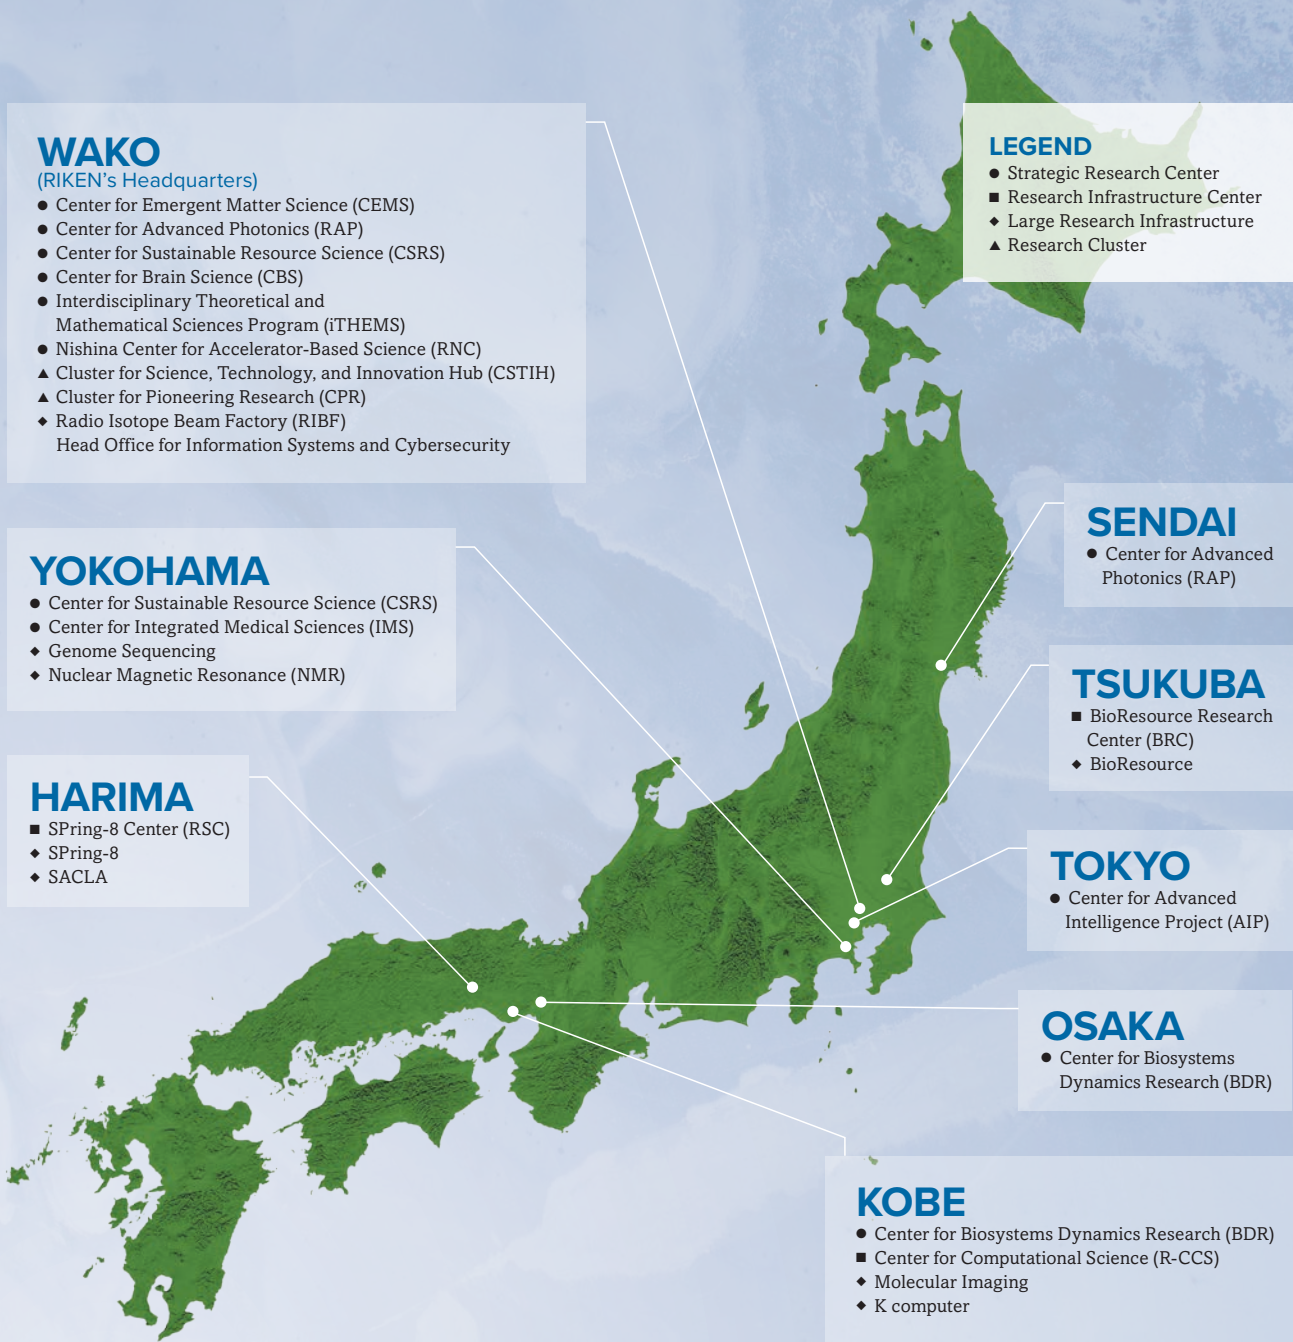 WAKO
(RIKEN's Headquarters)
● Center for Emergent Matter Science (CEMS)
● Center for Advanced Photonics (RAP)
● Center for Sustainable Resource Science (CSRS)
● Center for Brain Science (CBS)
● Interdisciplinary Theoretical and
Mathematical Sciences Program (iTHEMS)
● Nishina Center for Accelerator-Based Science (RNC)
▲ Cluster for Science, Technology, and Innovation Hub (CSTIH)
▲ Cluster for Pioneering Research (CPR)
◆ Radio Isotope Beam Factory (RIBF)
Head Office for Information Systems and Cybersecurity
LEGEND
● Strategic Research Center
■ Research Infrastructure Center
◆ Large Research Infrastructure
▲ Research Cluster
YOKOHAMA
● Center for Sustainable Resource Science (CSRS)
● Center for Integrated Medical Sciences (IMS)
◆ Genome Sequencing
◆ Nuclear Magnetic Resonance (NMR)
HARIMA
■ SPring-8 Center (RSC)
◆ SPring-8
◆ SACLA
SENDAI
● Center for Advanced
Photonics (RAP)
TSUKUBA
■ BioResource Research
Center (BRC)
◆ BioResource
TOKYO
● Center for Advanced
Intelligence Project (AIP)
OSAKA
● Center for Biosystems
Dynamics Research (BDR)
KOBE
● Center for Biosystems Dynamics Research (BDR)
■ Center for Computational Science (R-CCS)
◆ Molecular Imaging
◆ K computer